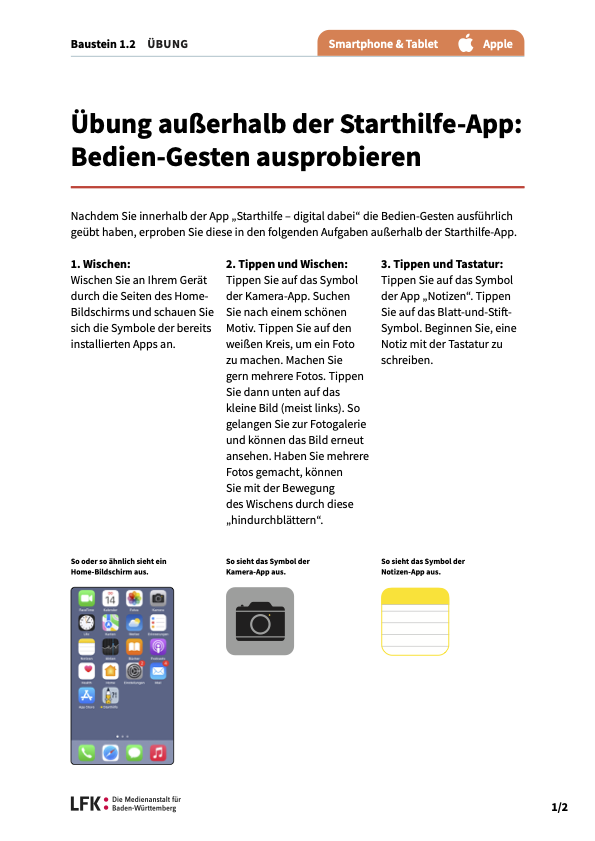 Baustein 1.2 ÜBUNG
Smartphone & Tablet Apple
Übung außerhalb der Starthilfe-App:
Bedien-Gesten ausprobieren
Nachdem Sie innerhalb der App „Starthilfe – digital dabei“ die Bedien-Gesten ausführlich
geübt haben, erproben Sie diese in den folgenden Aufgaben außerhalb der Starthilfe-App.
1. Wischen:
Wischen Sie an Ihrem Gerät
durch die Seiten des Home-
Bildschirms und schauen Sie
sich die Symbole der bereits
installierten Apps an.
2. Tippen und Wischen:
Tippen Sie auf das Symbol
der Kamera-App. Suchen
Sie nach einem schönen
Motiv. Tippen Sie auf den
weißen Kreis, um ein Foto
zu machen. Machen Sie
gern mehrere Fotos. Tippen
Sie dann unten auf das
kleine Bild (meist links). So
gelangen Sie zur Fotogalerie
und können das Bild erneut
ansehen. Haben Sie mehrere
Fotos gemacht, können
Sie mit der Bewegung
des Wischens durch diese
„hindurchblättern“.
3. Tippen und Tastatur:
Tippen Sie auf das Symbol
der App „Notizen“. Tippen
Sie auf das Blatt-und-Stift-
Symbol. Beginnen Sie, eine
Notiz mit der Tastatur zu
schreiben.
So oder so ähnlich sieht ein
Home-Bildschirm aus.
14
So sieht das Symbol der
Kamera-App aus.
So sieht das Symbol der
Notizen-App aus.
LFK: Die Medienanstalt für
Baden-Württemberg
1/2